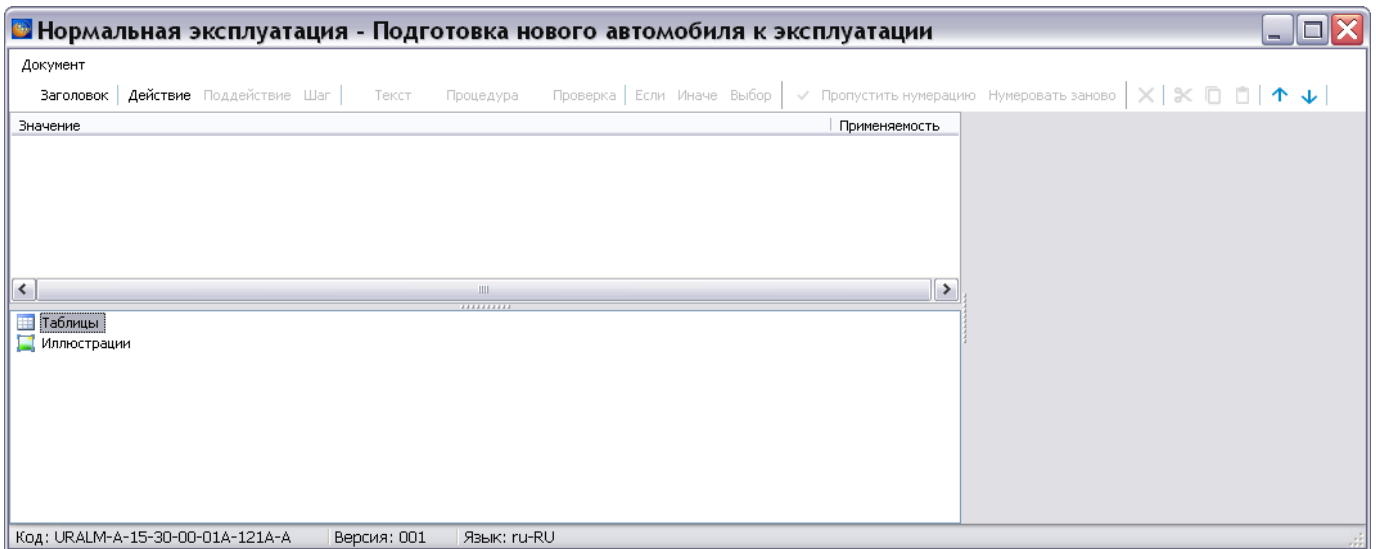 Нормальная эксплуатация - Подготовка нового автомобиля к эксплуатации
Документ
Заголовок Действие Поддействие Шаг Текст Процедура Проверка Если Иначе Выбор Пропустить нумерацию Нумеровать заново
Значение Применяемость
Таблицы
Иллюстрации
Код: URALM-A-15-30-00-01A-121A-A Версия: 001 Язык: ru-RU